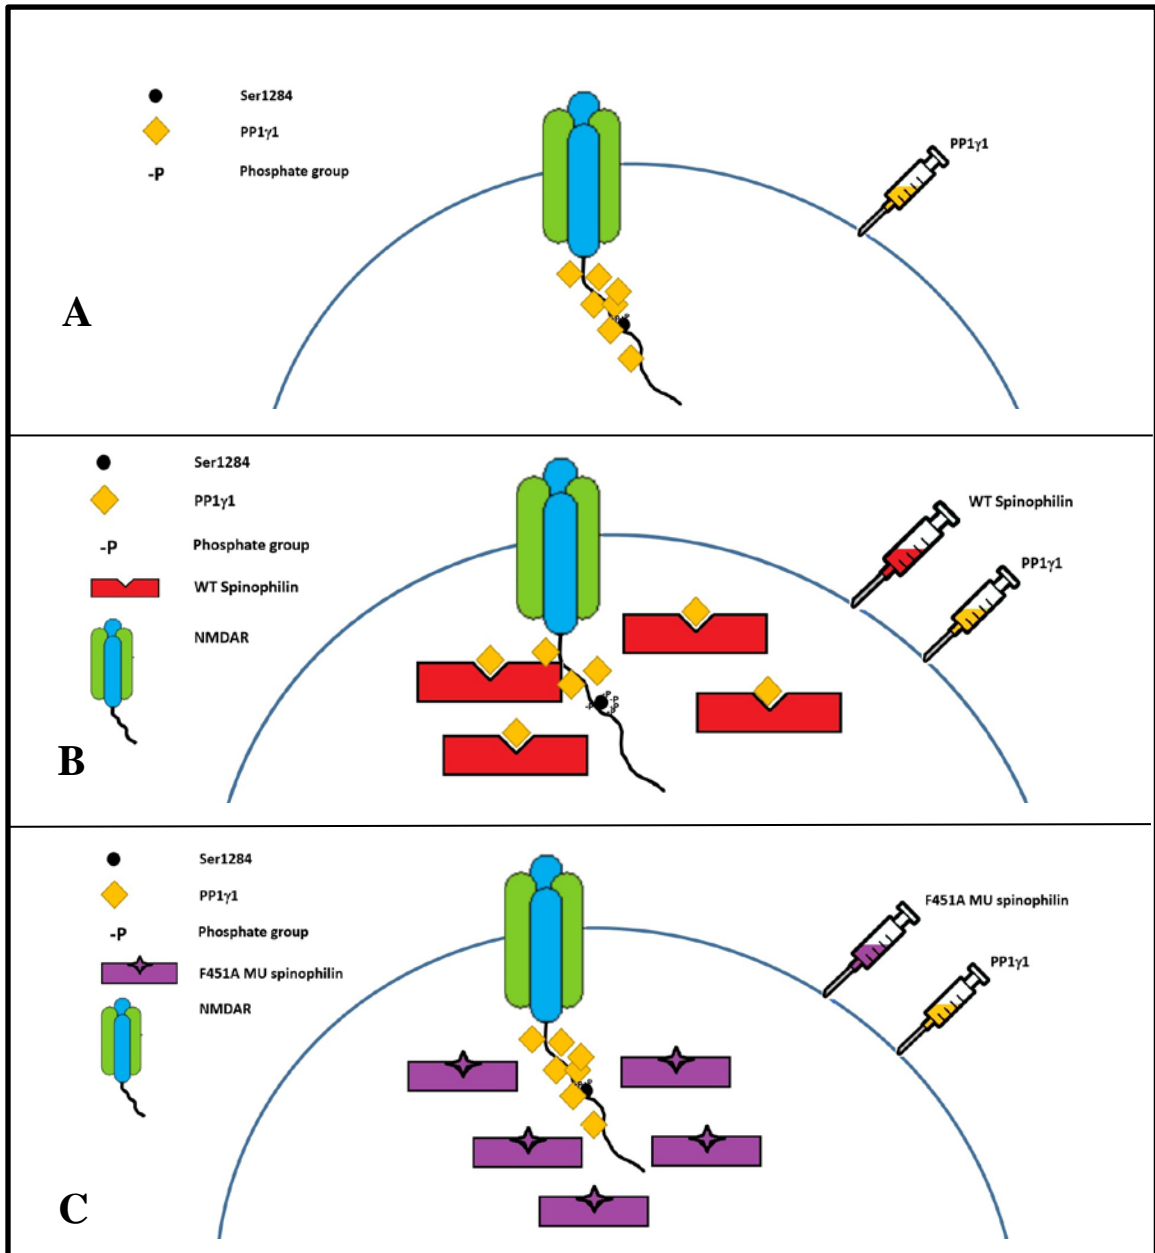 Ser1284
PP1γ1
-P Phosphate group
PP1γ1
A
Ser1284
PP1γ1
-P Phosphate group
WT Spinophilin
NMDAR
WT Spinophilin
PP1γ1
-P
-P
-P
-P
B
Ser1284
PP1γ1
-P Phosphate group
F451A MU spinophilin
NMDAR
F451A MU spinophilin
PP1γ1
C